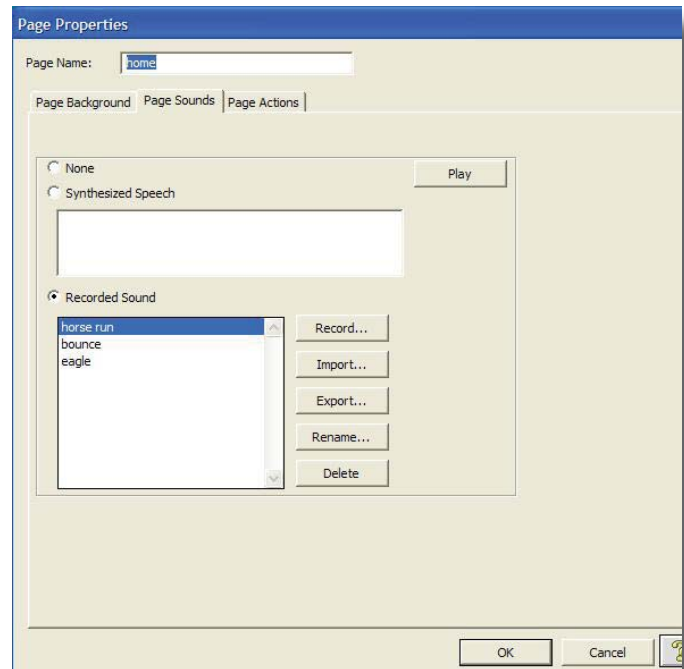 Page Properties
Page Name: home
Page Background Page Sounds Page Actions
None
Play
Synthesized Speech
Recorded Sound
horse run
bounce
eagle
Record...
Import...
Export...
Rename...
Delete
OK Cancel ?